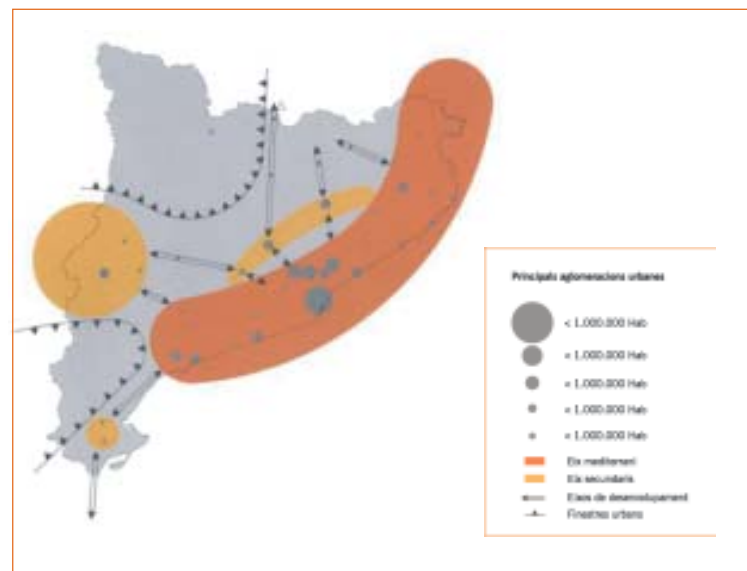 Principals aglomeracions urbanes
< 1.000.000 Hab
< 1.000.000 Hab
< 1.000.000 Hab
< 1.000.000 Hab
< 1.000.000 Hab
Eix mediterrani
Eix secundaris
Eixos de desenvolupament
Finestres urbans